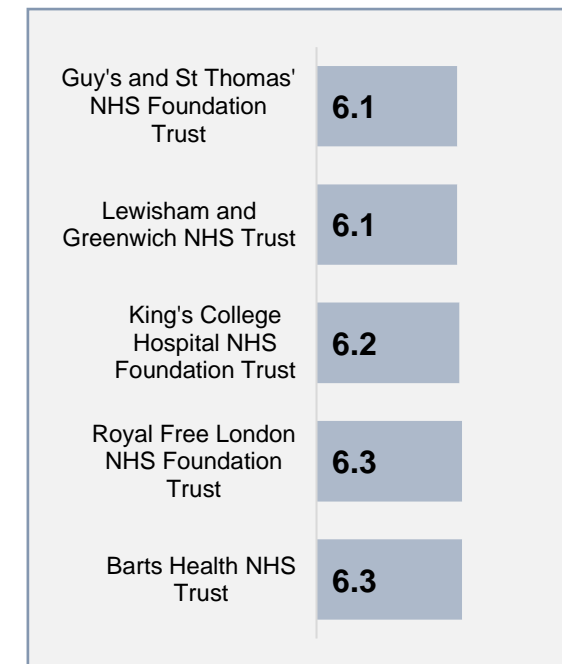 Guy's and St Thomas'
NHS Foundation
Trust
6.1
Lewisham and
Greenwich NHS Trust
6.1
King's College
Hospital NHS
Foundation Trust
6.2
Royal Free London
NHS Foundation
Trust
6.3
Barts Health NHS
Trust
6.3